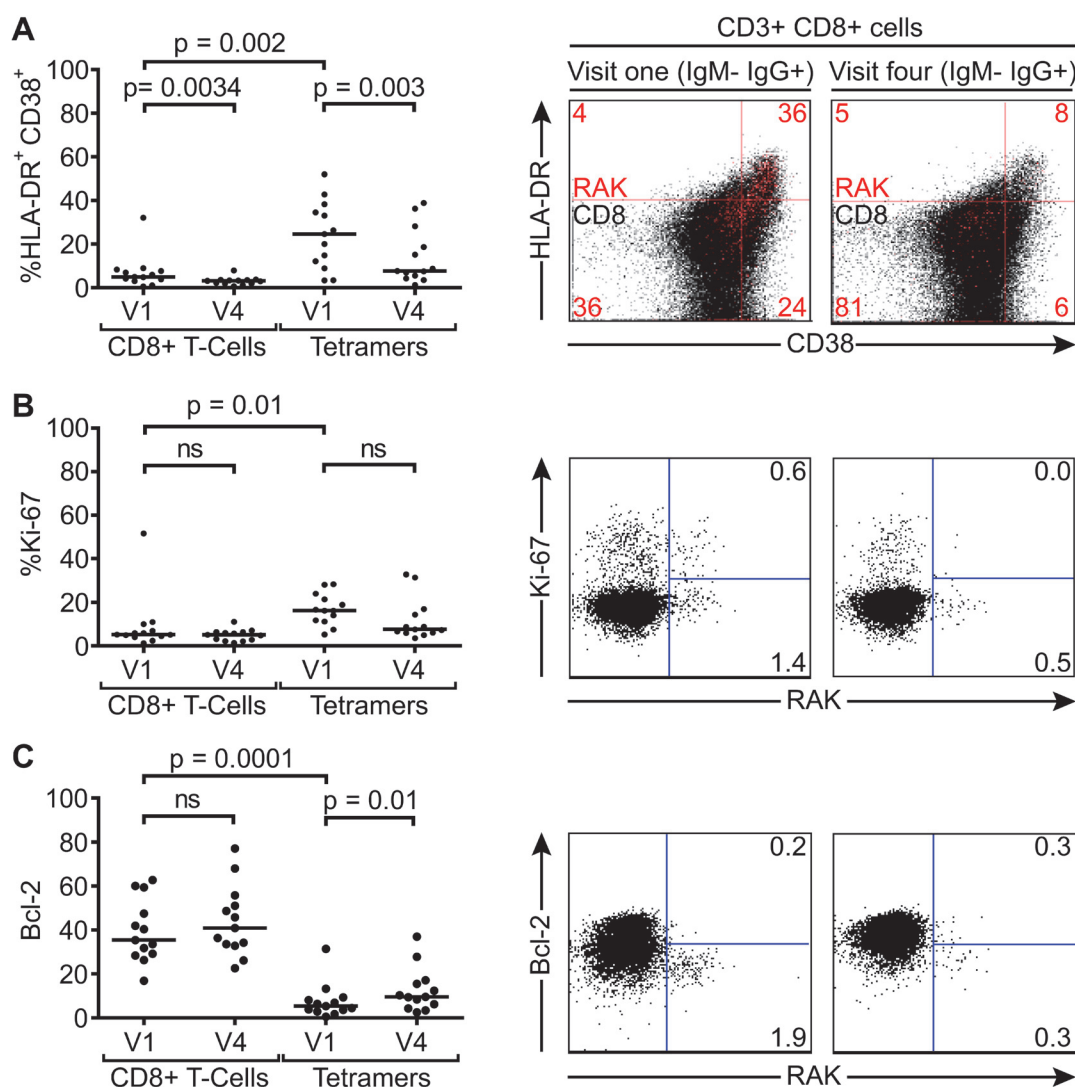 A
p = 0.002
p= 0.0034
p = 0.003
100
80
60
40
20
0
%HLA-DR+ CD38+
V1
V4
V1
V4
CD8+ T-Cells
Tetramers
CD3+ CD8+ cells
Visit one (IgM- IgG+)
Visit four (IgM- IgG+)
4
36
5
8
RAK
CD8
RAK
CD8
HLA-DR
36
24
81
6
CD38
B
p = 0.01
ns
ns
100
80
60
40
20
0
%Ki-67
V1
V4
V1
V4
CD8+ T-Cells
Tetramers
0.6
0.0
Ki-67
1.4
0.5
RAK
C
p = 0.0001
ns
p = 0.01
100
80
60
40
20
0
Bcl-2
V1
V4
V1
V4
CD8+ T-Cells
Tetramers
0.2
0.3
Bcl-2
1.9
0.3
RAK